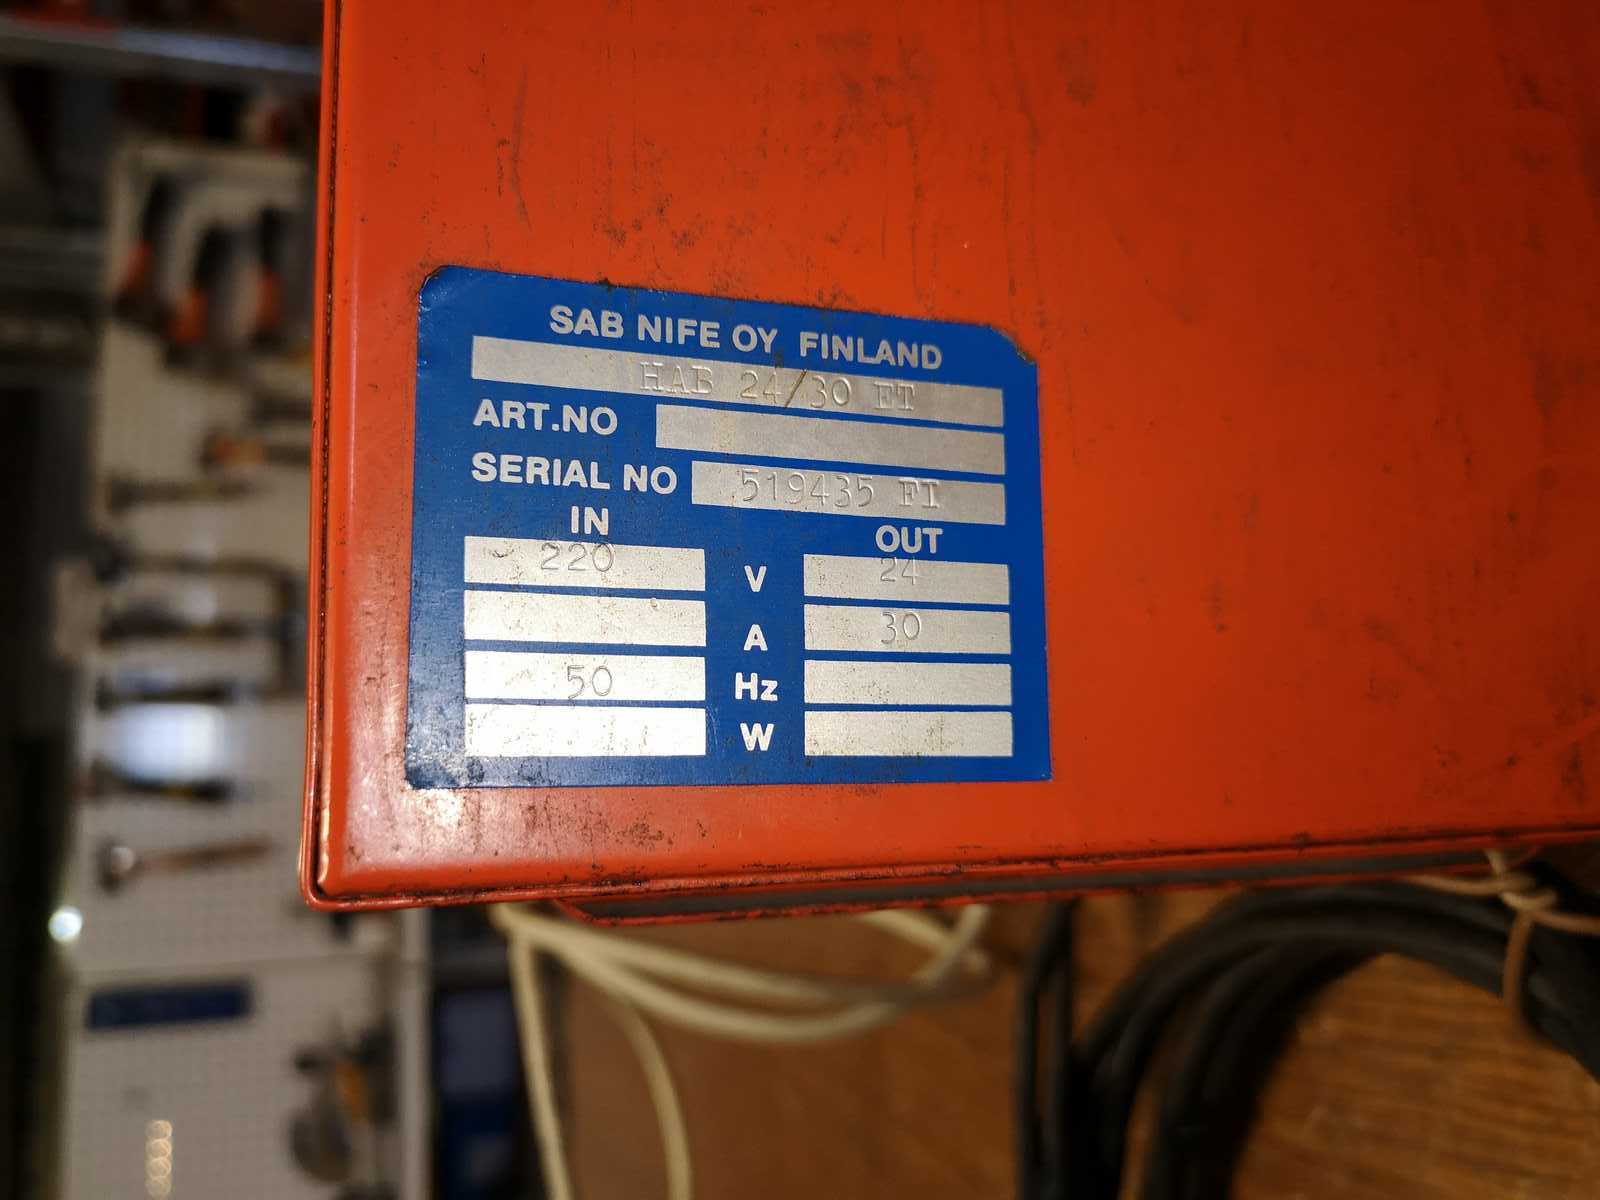 SAB NIFE OY FINLAND
HAB 24/30 ET
ART.NO
SERIAL NO 519435 FI
IN OUT
220 V 24
A 30
50 Hz
W